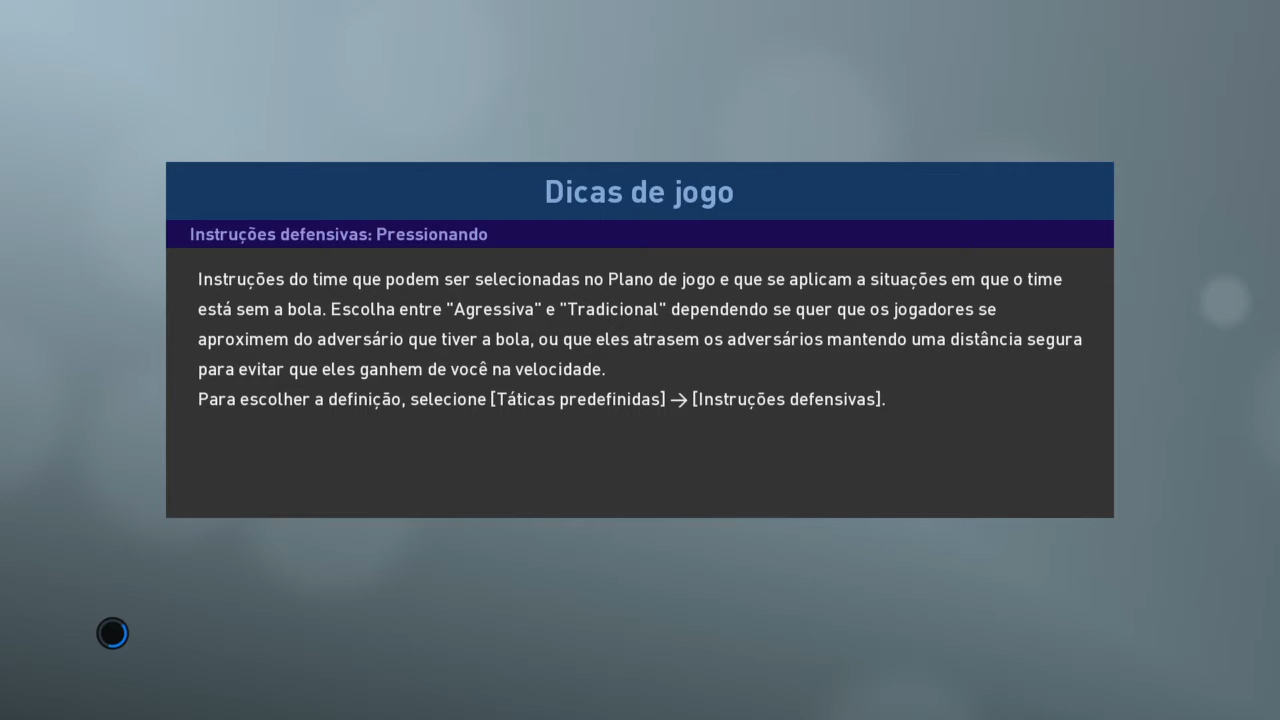 Dicas de jogo
Instruções defensivas: Pressionando
Instruções do time que podem ser selecionadas no Plano de jogo e que se aplicam a situações em que o time
está sem a bola. Escolha entre "Agressiva" e "Tradicional" dependendo se quer que os jogadores se
aproximem do adversário que tiver a bola, ou que eles atrasem os adversários mantendo uma distância segura
para evitar que eles ganhem de você na velocidade.
Para escolher a definição, selecione [Táticas predefinidas] → [Instruções defensivas].